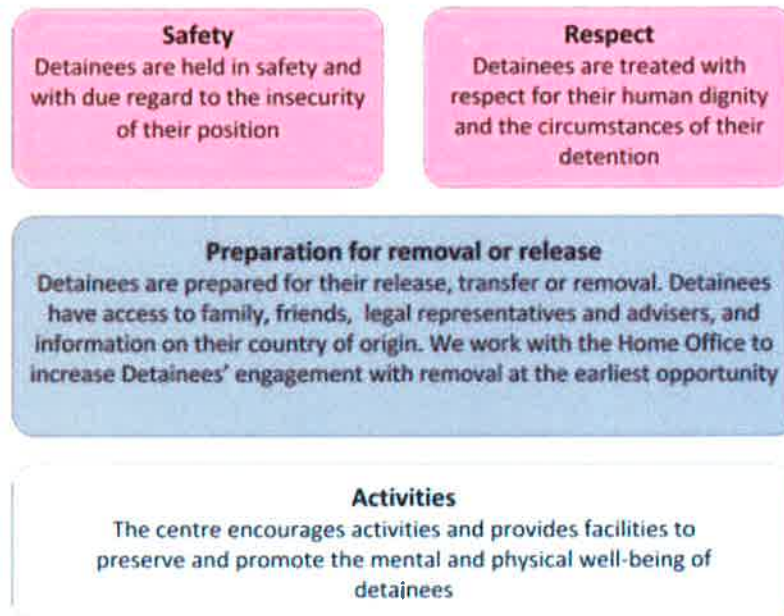 Safety
Detainees are held in safety and
with due regard to the insecurity
of their position
Respect
Detainees are treated with
respect for their human dignity
and the circumstances of their
detention
Preparation for removal or release
Detainees are prepared for their release, transfer or removal. Detainees
have access to family, friends, legal representatives and advisers, and
information on their country of origin. We work with the Home Office to
increase Detainees' engagement with removal at the earliest opportunity
Activities
The centre encourages activities and provides facilities to
preserve and promote the mental and physical well-being of
detainees